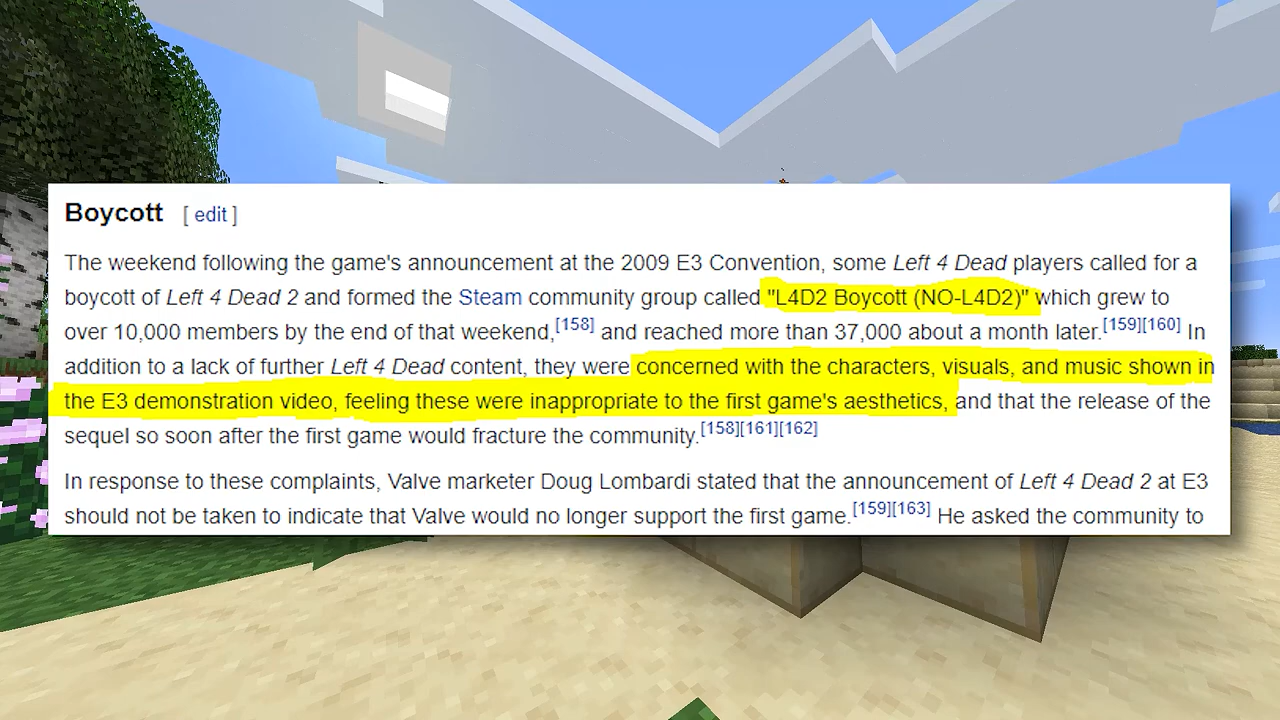 Boycott [ edit ]
The weekend following the game's announcement at the 2009 E3 Convention, some Left 4 Dead players called for a
boycott of Left 4 Dead 2 and formed the Steam community group called "L4D2 Boycott (NO-L4D2)" which grew to
over 10,000 members by the end of that weekend,[158] and reached more than 37,000 about a month later.[159][160] In
addition to a lack of further Left 4 Dead content, they were concerned with the characters, visuals, and music shown in
the E3 demonstration video, feeling these were inappropriate to the first game's aesthetics, and that the release of the
sequel so soon after the first game would fracture the community.[158][161][162]
In response to these complaints, Valve marketer Doug Lombardi stated that the announcement of Left 4 Dead 2 at E3
should not be taken to indicate that Valve would no longer support the first game.[159][163] He asked the community to